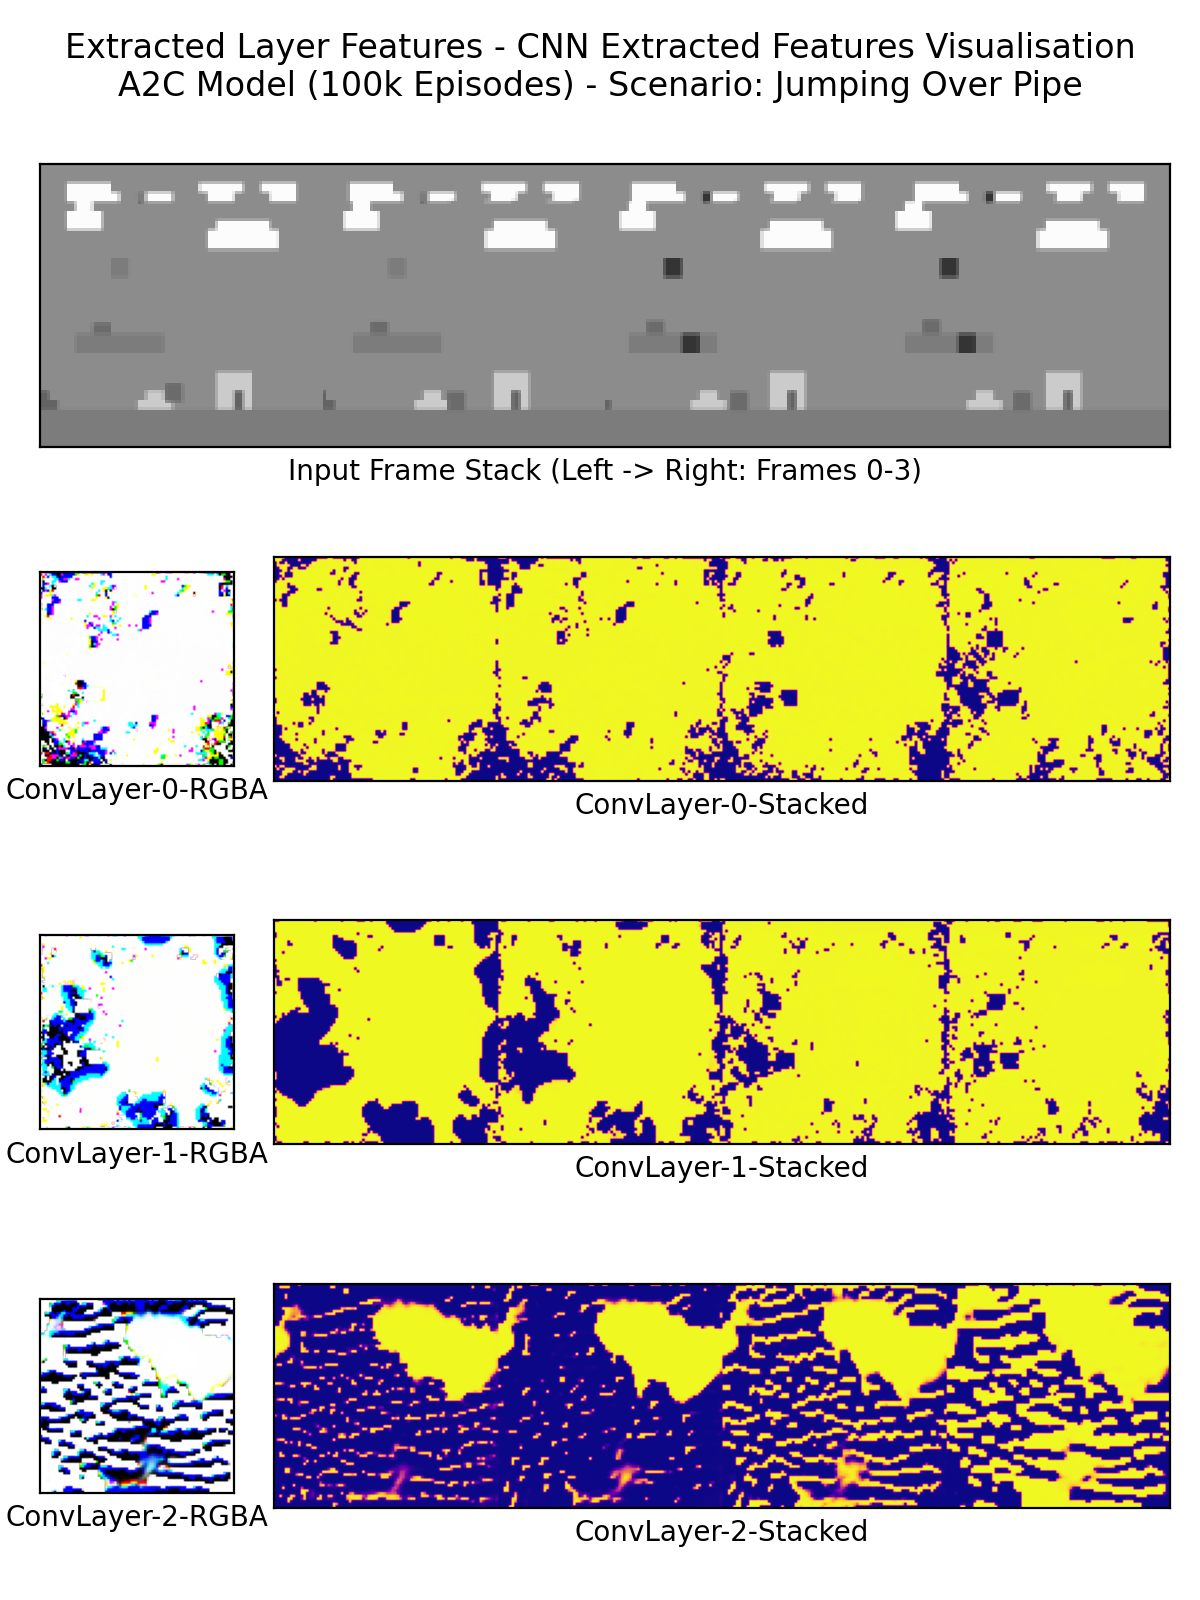 Extracted Layer Features - CNN Extracted Features Visualisation
A2C Model (100k Episodes) - Scenario: Jumping Over Pipe
Input Frame Stack (Left -> Right: Frames 0-3)
ConvLayer-0-RGBA
ConvLayer-0-Stacked
ConvLayer-1-RGBA
ConvLayer-1-Stacked
ConvLayer-2-RGBA
ConvLayer-2-Stacked